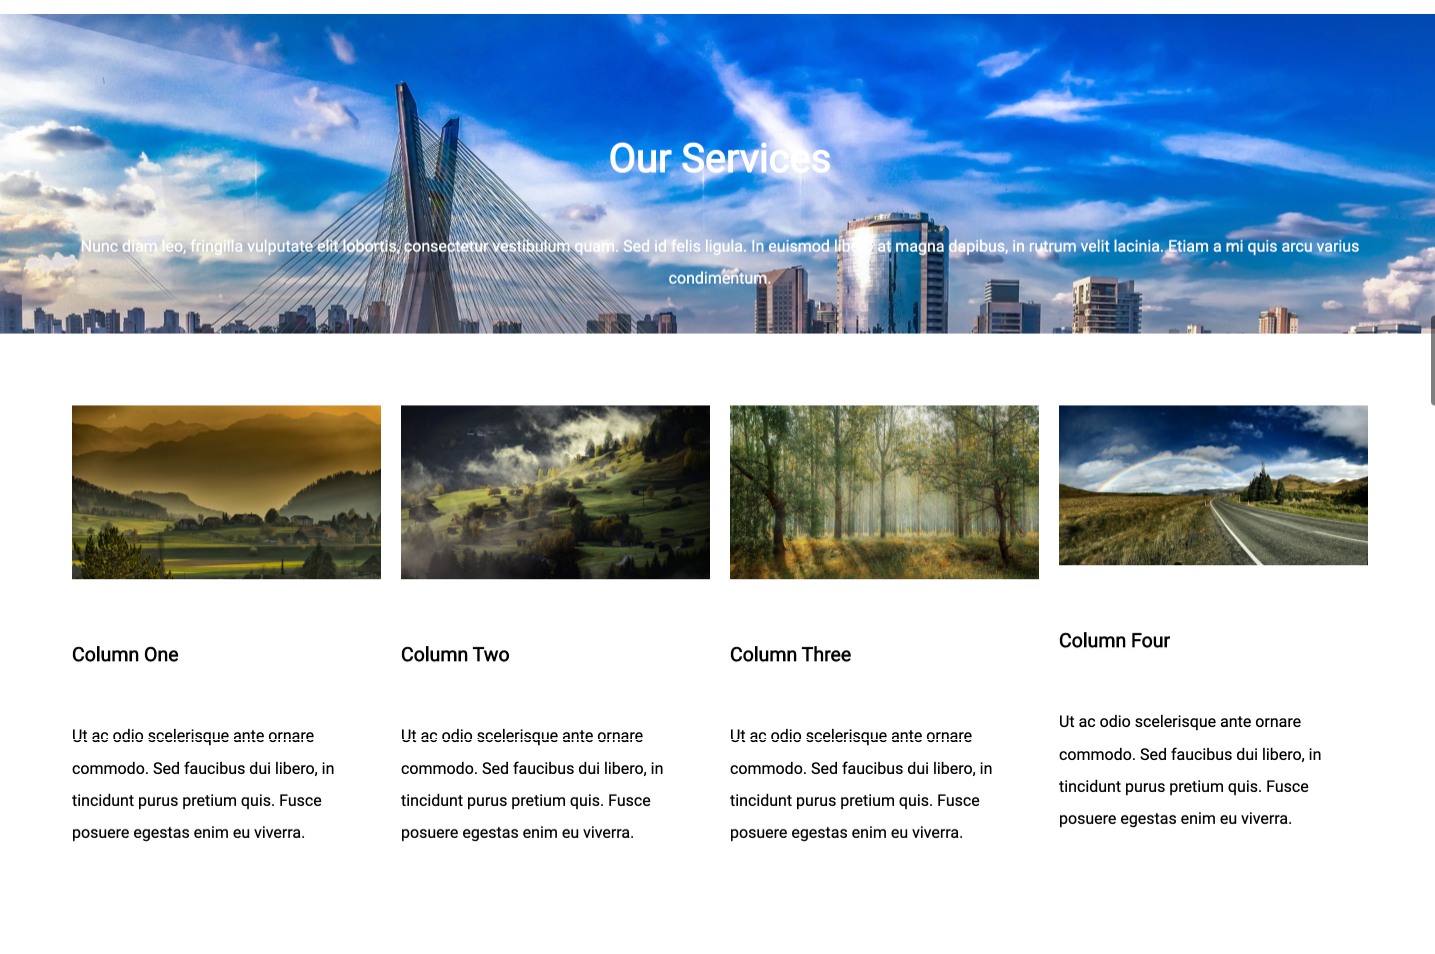 Our Services
Nunc diam leo, fringilla vulputate elit lobortis, consectetur vestibulum quam. Sed id felis ligula. In euismod libero at magna dapibus, in rutrum velit lacinia. Etiam a mi quis arcu varius
condimentum.
Column One
Ut ac odio scelerisque ante ornare
commodo. Sed faucibus dui libero, in
tincidunt purus pretium quis. Fusce
posuere egestas enim eu viverra.
Column Two
Ut ac odio scelerisque ante ornare
commodo. Sed faucibus dui libero, in
tincidunt purus pretium quis. Fusce
posuere egestas enim eu viverra.
Column Three
Ut ac odio scelerisque ante ornare
commodo. Sed faucibus dui libero, in
tincidunt purus pretium quis. Fusce
posuere egestas enim eu viverra.
Column Four
Ut ac odio scelerisque ante ornare
commodo. Sed faucibus dui libero, in
tincidunt purus pretium quis. Fusce
posuere egestas enim eu viverra.